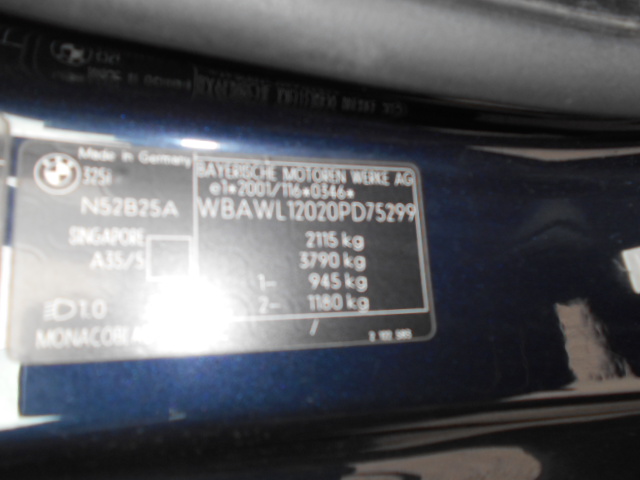 Made in Germany
325i
BAYERISCHE MOTOREN WERKE AG
e1*2001/116*0346*
N52B25A
WBAWL12020PD75299
SINGAPORE
2115 kg
A35/5
3790 kg
1- 945 kg
2- 1180 kg
1.0
/